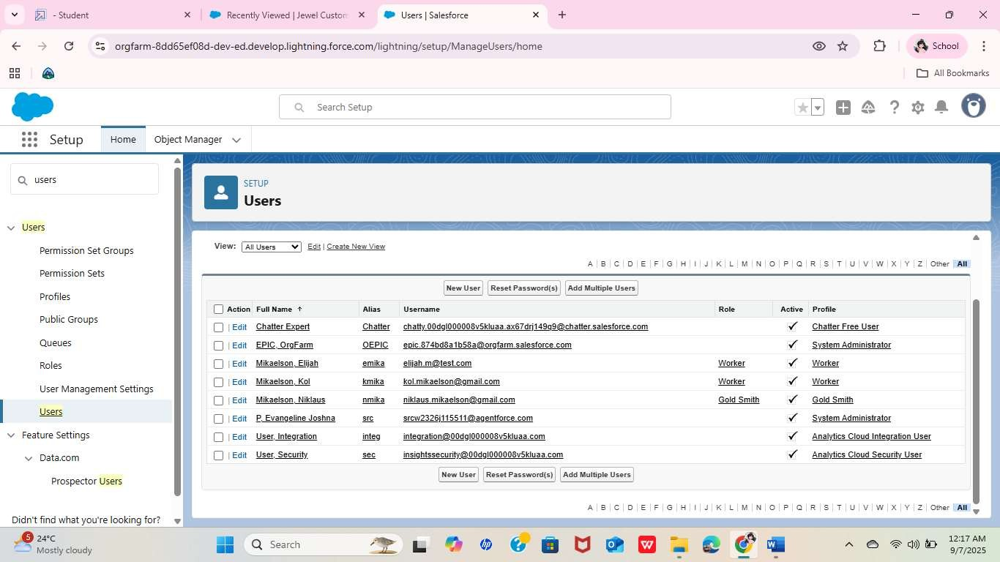 - Student
Recently Viewed | Jewel Custom
Users | Salesforce
orgfarm-8dd65ef08d-dev-ed.develop.lightning.force.com/lightning/setup/ManageUsers/home
School
All Bookmarks
Search Setup
Setup
Home
Object Manager
users
Users
Permission Set Groups
Permission Sets
Profiles
Public Groups
Queues
Roles
User Management Settings
Users
Feature Settings
Data.com
Prospector Users
Didn't find what you're looking for?
SETUP
Users
View: All Users Edit | Create New View
A | B | C | D | E | F | G | H | I | J | K | L | M | N | O | P | Q | R | S | T | U | V | W | X | Y | Z | Other | All
New User Reset Password(s) Add Multiple Users
Action Full Name ↑ Alias Username Role Active Profile
| Edit Chatter Expert Chatter chatty.00dgl000008v5kluaa.ax67drj149q9@chatter.salesforce.com ✓ Chatter Free User
| Edit EPIC, OrgFarm OEPIC epic.874bd8a1b58a@orgfarm.salesforce.com ✓ System Administrator
| Edit Mikaelson, Elijah emika elijah.m@test.com Worker ✓ Worker
| Edit Mikaelson, Kol kmika kol.mikaelson@gmail.com Worker ✓ Worker
| Edit Mikaelson, Niklaus nmika niklaus.mikaelson@gmail.com Gold Smith ✓ Gold Smith
| Edit P, Evangeline Joshna src srcw2326j115511@agentforce.com ✓ System Administrator
| Edit User, Integration integ integration@00dgl000008v5kluaa.com ✓ Analytics Cloud Integration User
| Edit User, Security sec insightssecurity@00dgl000008v5kluaa.com ✓ Analytics Cloud Security User
New User Reset Password(s) Add Multiple Users
A | B | C | D | E | F | G | H | I | J | K | L | M | N | O | P | Q | R | S | T | U | V | W | X | Y | Z | Other | All
5
24°C
Mostly cloudy
Search
hp
12:17 AM
9/7/2025